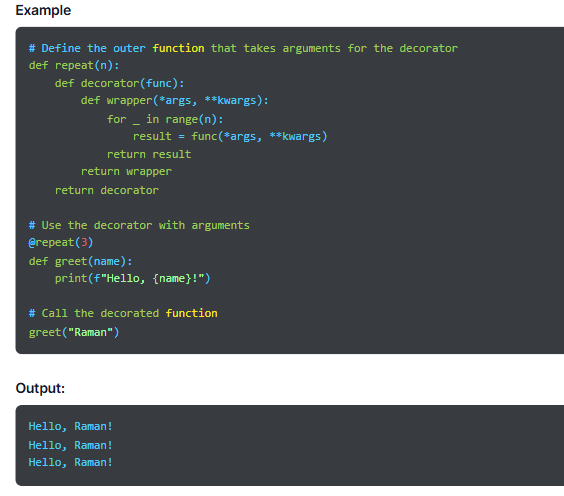 Example
# Define the outer function that takes arguments for the decorator
def repeat(n):
    def decorator(func):
        def wrapper(*args, **kwargs):
            for _ in range(n):
                result = func(*args, **kwargs)
            return result
        return wrapper
    return decorator
# Use the decorator with arguments
@repeat(3)
def greet(name):
    print(f"Hello, {name}!")
# Call the decorated function
greet("Raman")
Output:
Hello, Raman!
Hello, Raman!
Hello, Raman!